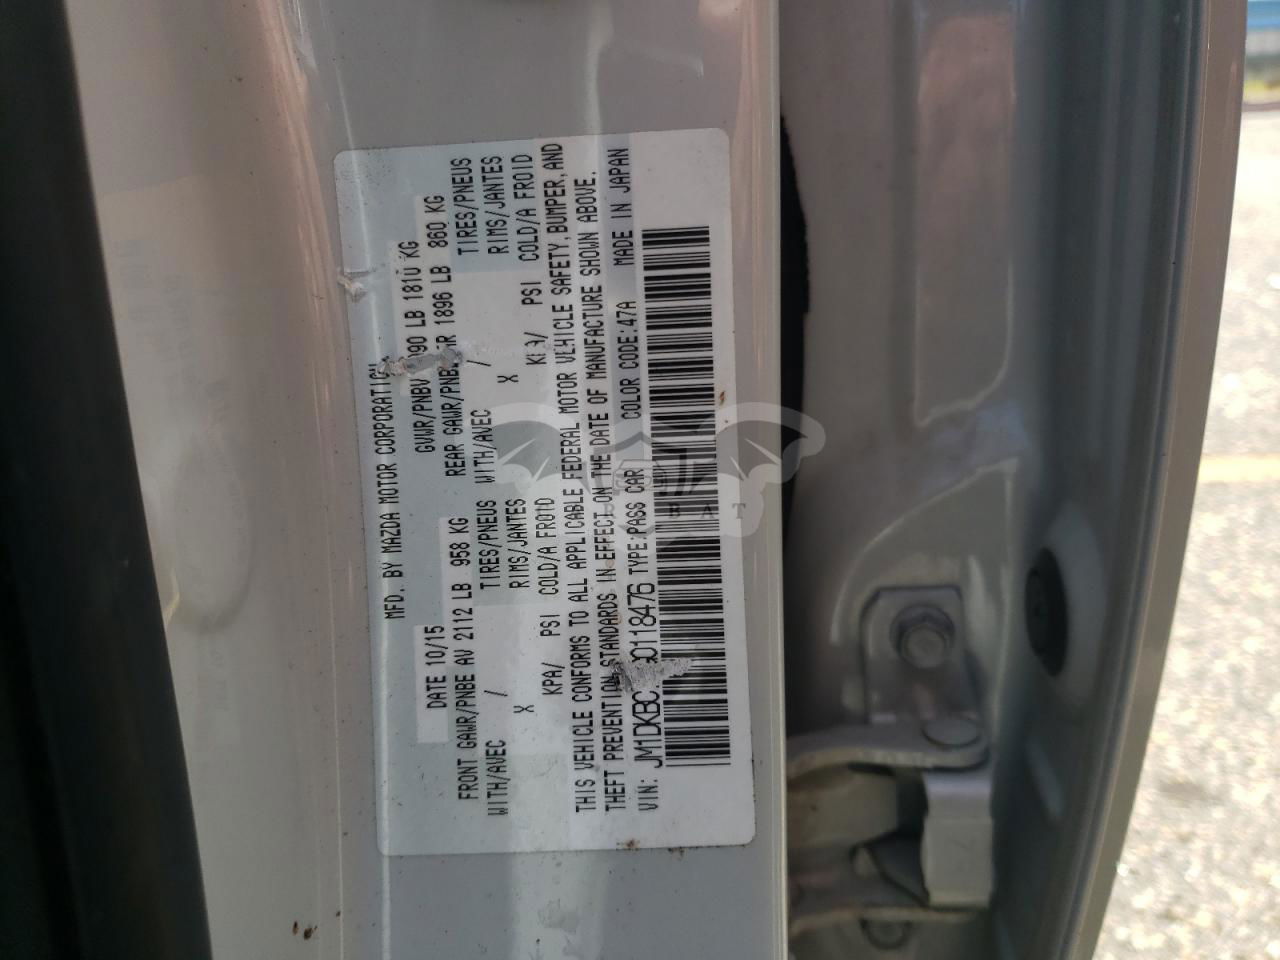 MFD. BY MAZDA MOTOR CORPORATION
DATE 10/15 GVWR/PNBV 90 LB 1810 KG
FRONT GAWR/PNBE AV 2112 LB 958 KG REAR GAWR/PNBE 1896 LB 860 KG
WITH/AVEC / TIRES/PNEUS WITH/AVEC / TIRES/PNEUS
X RIMS/JANTES X RIMS/JANTES
KPA/ PSI COLD/A FROID PSI COLD/A FROID
THIS VEHICLE CONFORMS TO ALL APPLICABLE FEDERAL MOTOR VEHICLE SAFETY, BUMPER, AND
THEFT PREVENTION STANDARDS IN EFFECT ON THE DATE OF MANUFACTURE SHOWN ABOVE.
VIN: JM1DKBC 0118476 TYPE:PASS CAR COLOR CODE:47A MADE IN JAPAN